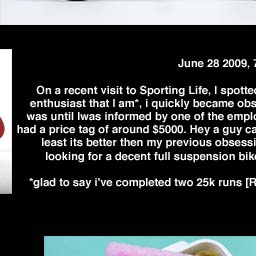 June 28 2009, 7
On a recent visit to Sporting Life, I spotte
enthusiast that I am*, i quickly became obs
was until Iwas informed by one of the empl
had a price tag of around $5000. Hey a guy ca
least its better then my previous obsessi
looking for a decent full suspension bik
*glad to say i've completed two 25k runs [R